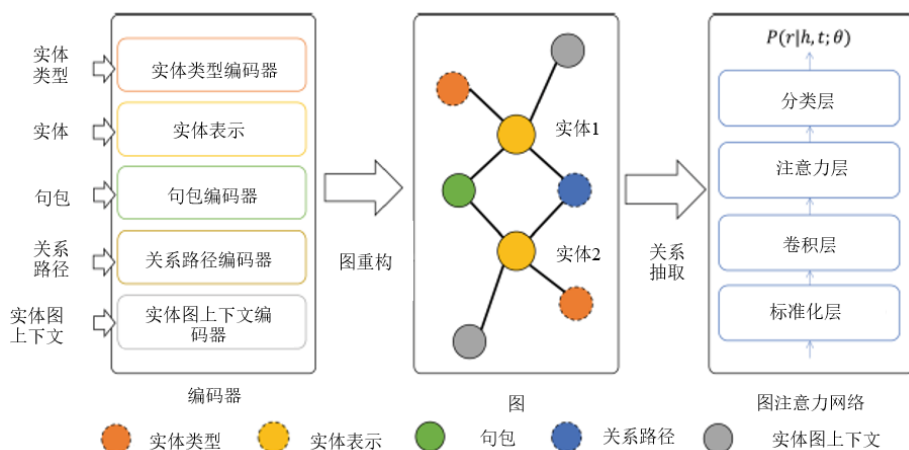 实体
类型
实体类型编码器
实体
实体表示
句包
句包编码器
关系
路径
关系路径编码器
实体图
上下文
实体图上下文编
码器
编码器
图重构
实体1
实体2
图
关系
抽取
P(r|h,t;θ)
分类层
注意力层
卷积层
标准化层
图注意力网络
实体类型
实体表示
句包
关系路径
实体图上下文